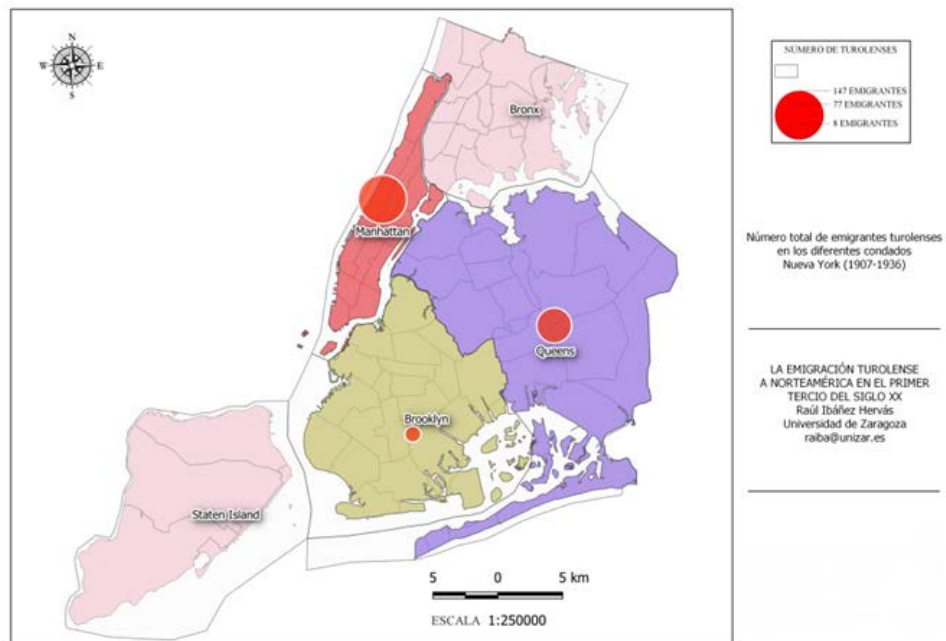 N
W
E
S
Bronx
Manhattan
Queens
Brooklyn
Staten Island
5 0 5 km
ESCALA 1:250000
NÚMERO DE TUROLENSES
147 EMIGRANTES
77 EMIGRANTES
8 EMIGRANTES
Número total de emigrantes turolenses
en los diferentes condados
Nueva York (1907-1936)
LA EMIGRACIÓN TUROLENSE
A NORTEAMÉRICA EN EL PRIMER
TERCIO DEL SIGLO XX
Raúl Ibáñez Hervás
Universidad de Zaragoza
raiba@unizar.es